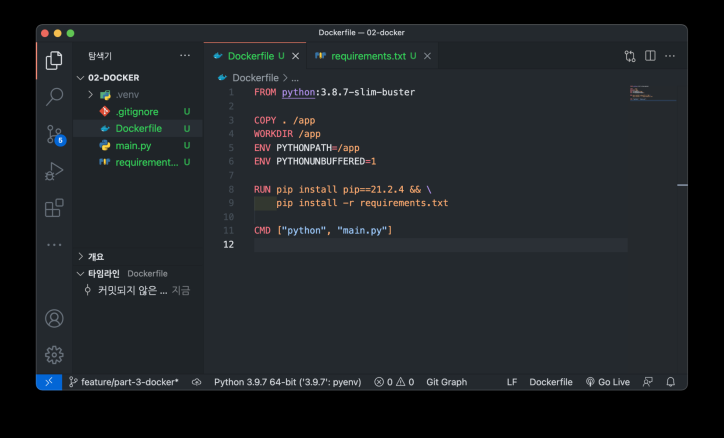 Dockerfile — 02-docker
탐색기
02-DOCKER
.venv
.gitignore U
Dockerfile U
main.py U
requirement... U
개요
타임라인 Dockerfile
커밋되지 않은 ... 지금
Dockerfile U
requirements.txt U
Dockerfile > ...
1 FROM python:3.8.7-slim-buster
2
3 COPY . /app
4 WORKDIR /app
5 ENV PYTHONPATH=/app
6 ENV PYTHONUNBUFFERED=1
7
8 RUN pip install pip==21.2.4 && \
9 pip install -r requirements.txt
10
11 CMD ["python", "main.py"]
12
5
feature/part-3-docker* Python 3.9.7 64-bit ('3.9.7': pyenv) 0 0 Git Graph LF Dockerfile Go Live